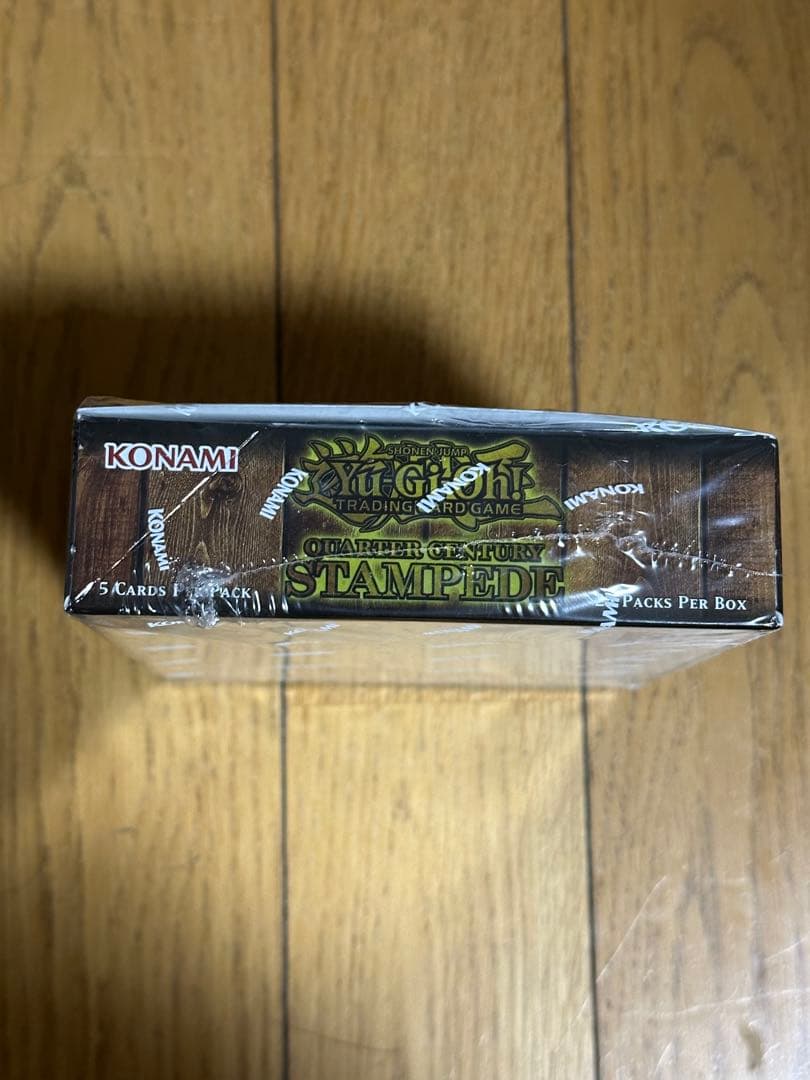 KONAMI
SHONEN JUMP
Yu-Gi-Oh!
TRADING CARD GAME
QUARTER CENTURY
STAMPEDE
5 CARDS PACK
PACKS PER BOX
KONAMI
KONAMI
KONAMI
KONAMI